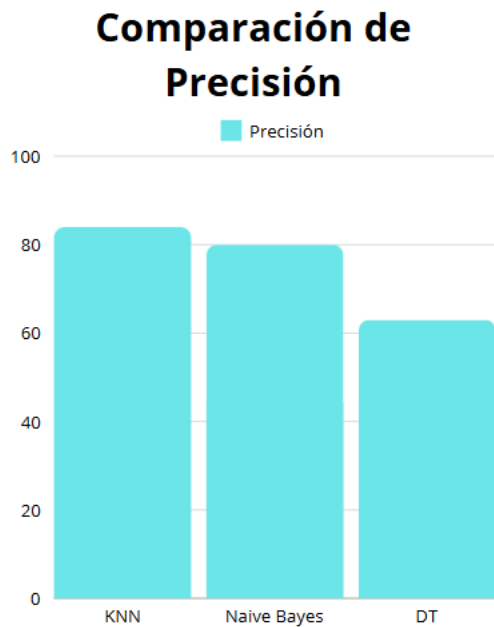 Comparación de
Precisión
Precisión
100
80
60
40
20
0
KNN Naive Bayes DT